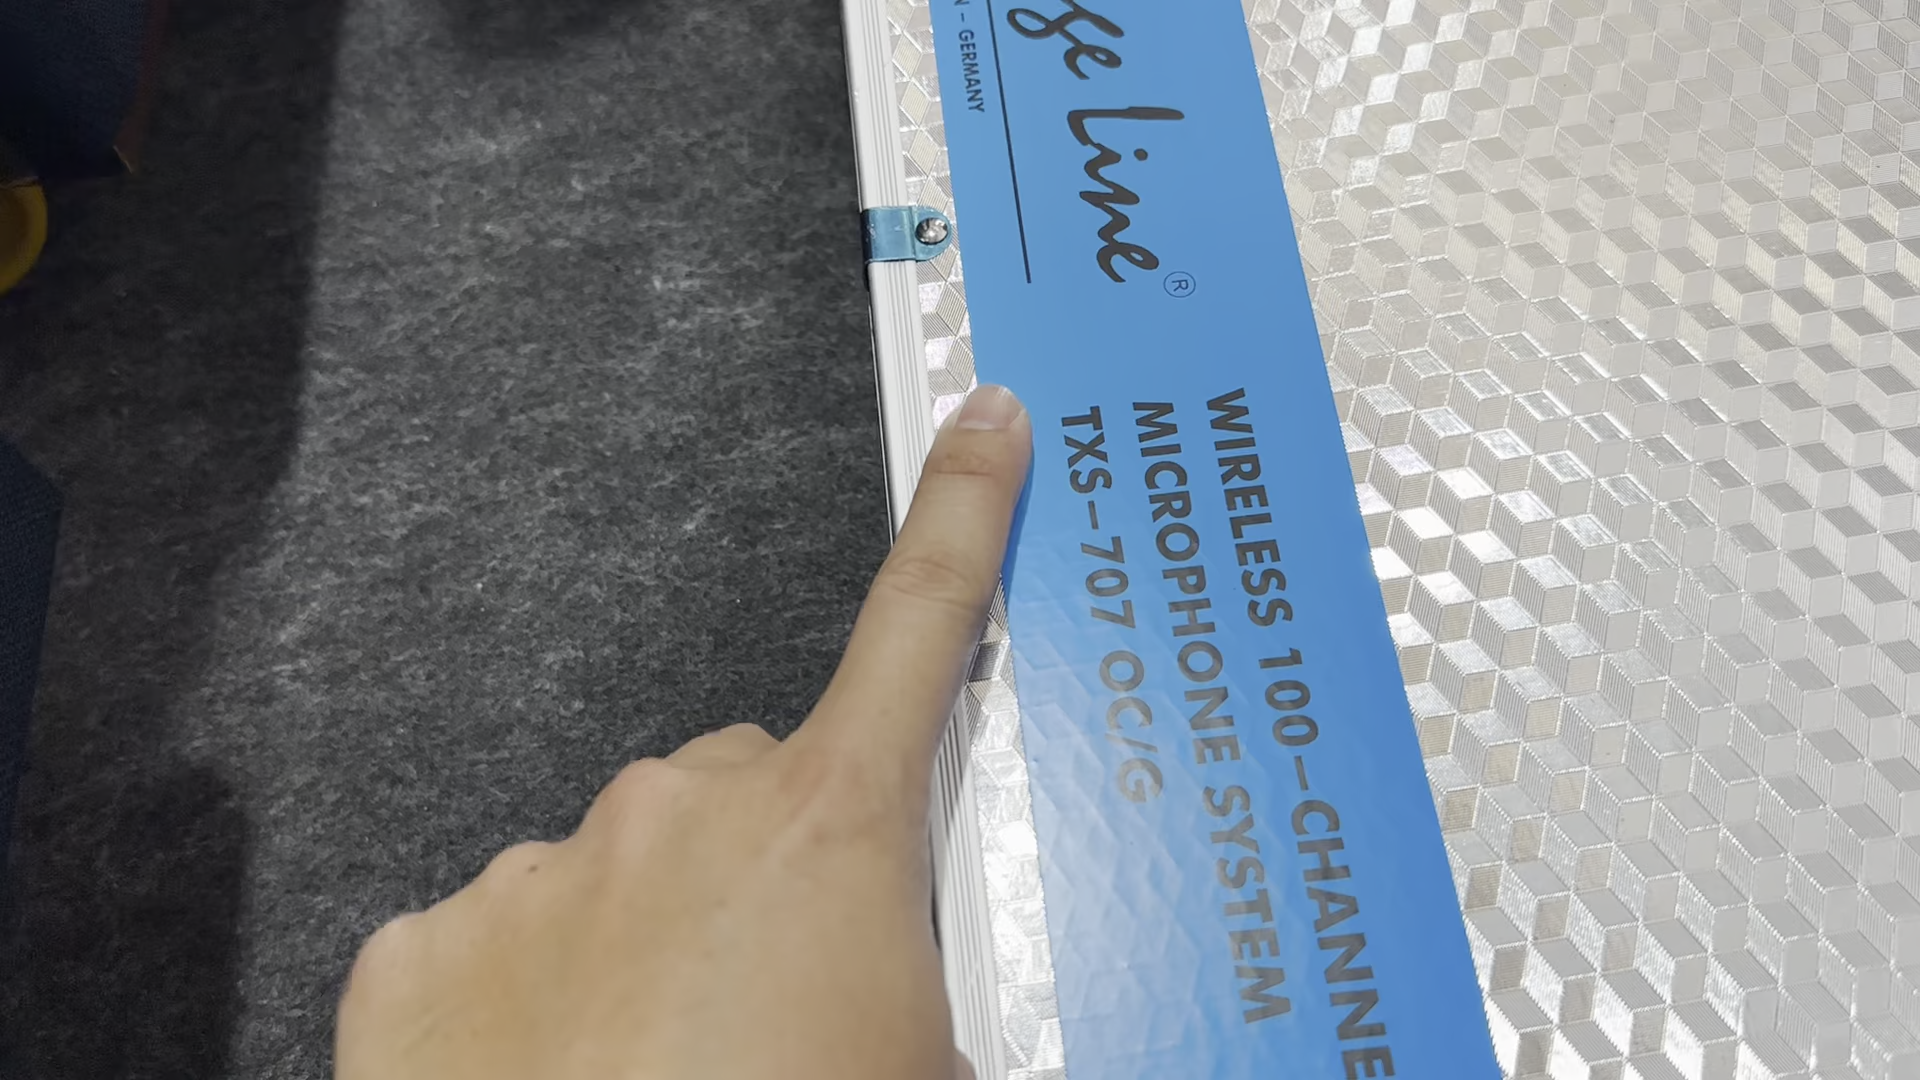 Line®
GERMANY
WIRELESS 100-CHANNE
MICROPHONE SYSTEM
TXS-707 OC/G